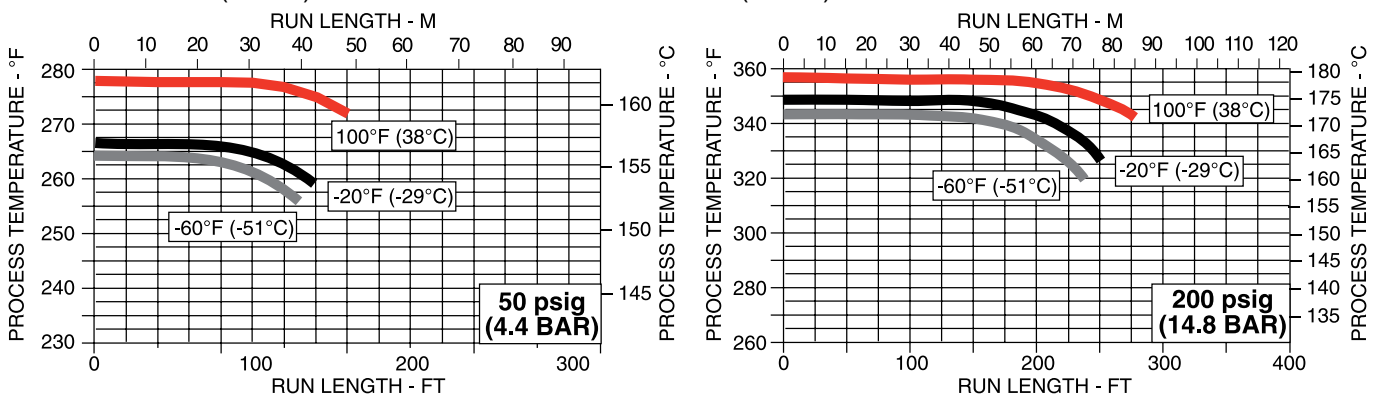 RUN LENGTH - M
0 10 20 30 40 50 60 70 80 90
PROCESS TEMPERATURE - °F
280
270
260
250
240
230
100°F (38°C)
-20°F (-29°C)
-60°F (-51°C)
50 psig
(4.4 BAR)
160
155
150
145
PROCESS TEMPERATURE - °C
0 100 200 300
RUN LENGTH - FT
RUN LENGTH - M
0 10 20 30 40 50 60 70 80 90 100 110 120
PROCESS TEMPERATURE - °F
360
340
320
300
280
260
100°F (38°C)
-20°F (-29°C)
-60°F (-51°C)
200 psig
(14.8 BAR)
180
175
170
165
160
155
150
145
140
135
PROCESS TEMPERATURE - °C
0 100 200 300 400
RUN LENGTH - FT